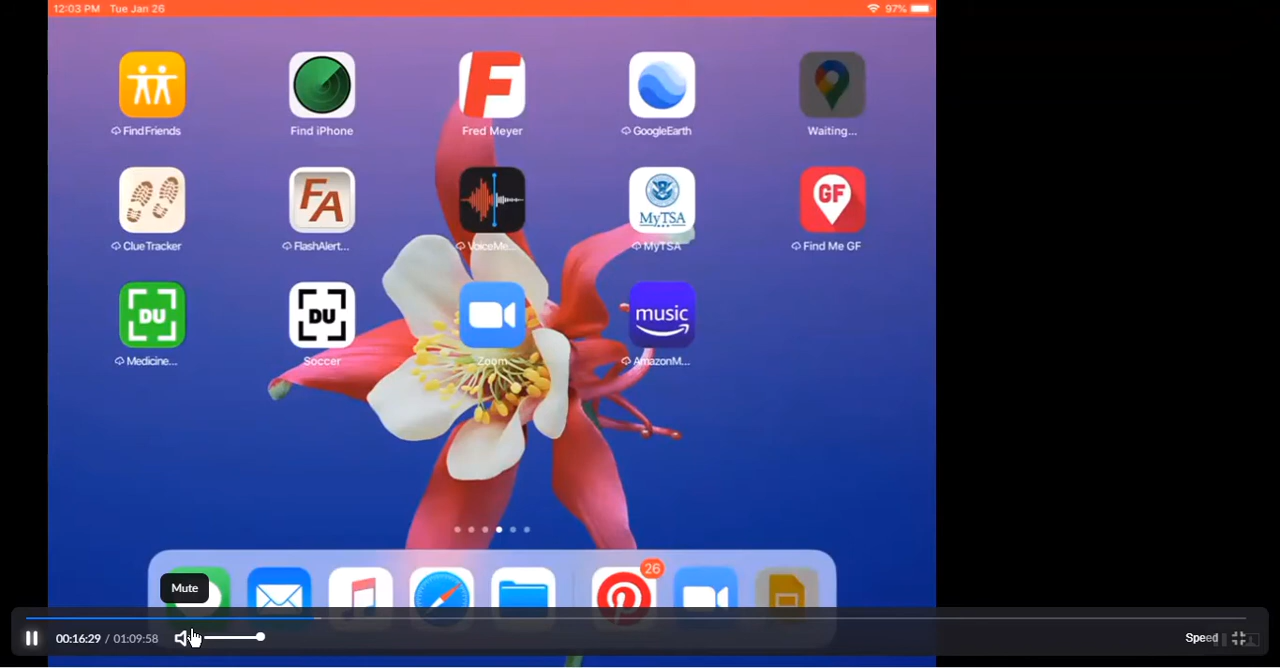 12:03 PM Tue Jan 26 97%
FindFriends Find iPhone Fred Meyer GoogleEarth Waiting...
FA MyTSA GF
ClueTracker FlashAlert... VoiceMe... MyTSA Find Me GF
DU DU music
Medicine... Soccer Zoom AmazonM...
26
Mute
00:16:29 / 01:09:58 Speed